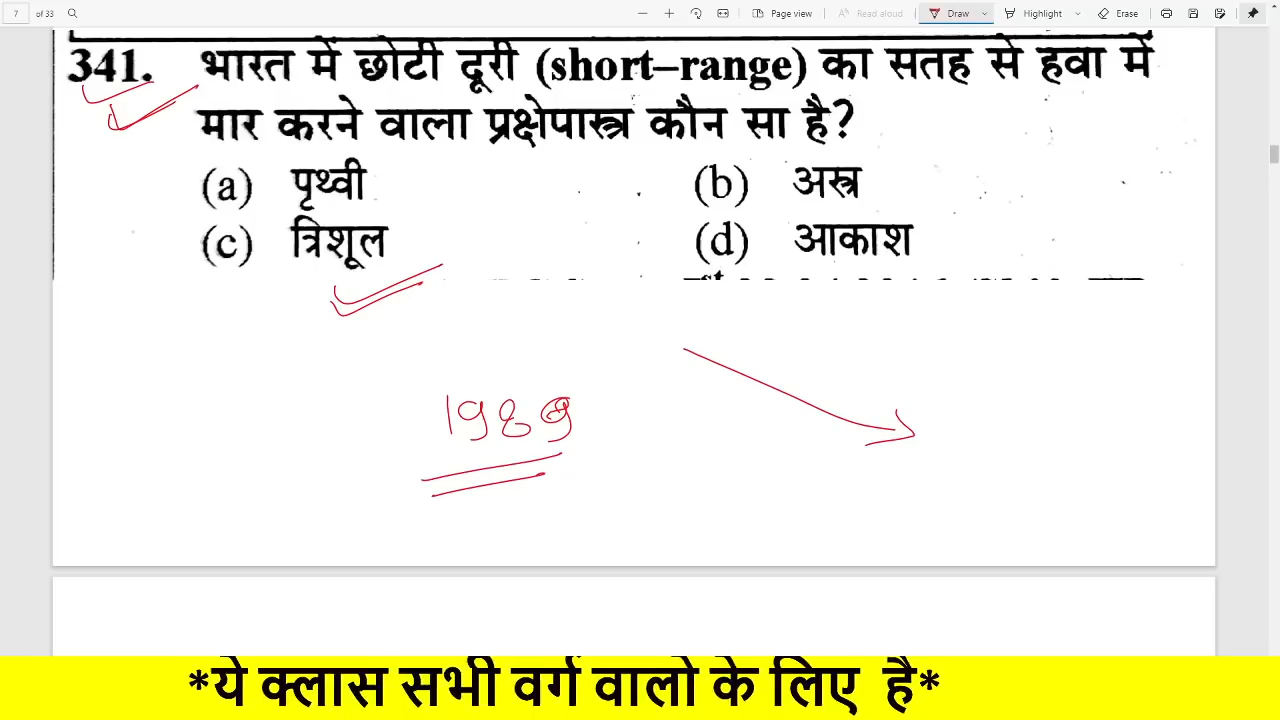 7 of 33 Page view Read aloud Draw Highlight Erase
341. भारत में छोटी दूरी (short–range) का सतह से हवा में
मार करने वाला प्रक्षेपास्त्र कौन सा है?
(a) पृथ्वी (b) अस्त्र
(c) त्रिशूल (d) आकाश
1989
*ये क्लास सभी वर्ग वालो के लिए है*